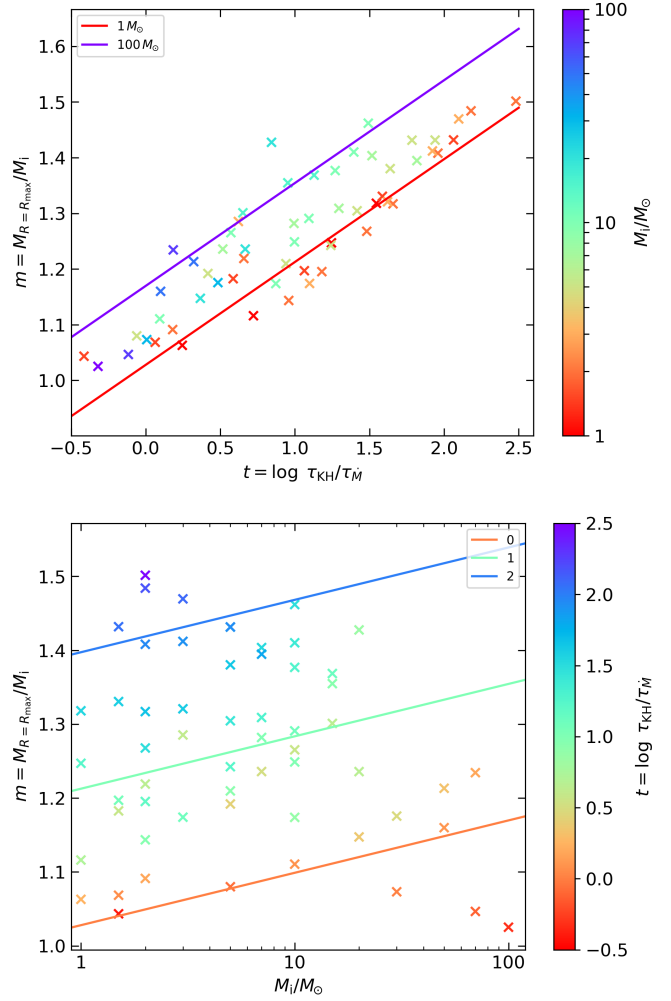 1 M⊙
100 M⊙
1.6
1.5
1.4
1.3
1.2
1.1
1.0
m = M_{R=R_max}/M_i
−0.5 0.0 0.5 1.0 1.5 2.0 2.5
t = log τ_KH/τ_Ṁ
100
10
1
M_i/M⊙
0
1
2
1.5
1.4
1.3
1.2
1.1
1.0
m = M_{R=R_max}/M_i
1 10 100
M_i/M⊙
2.5
2.0
1.5
1.0
0.5
0.0
−0.5
t = log τ_KH/τ_Ṁ